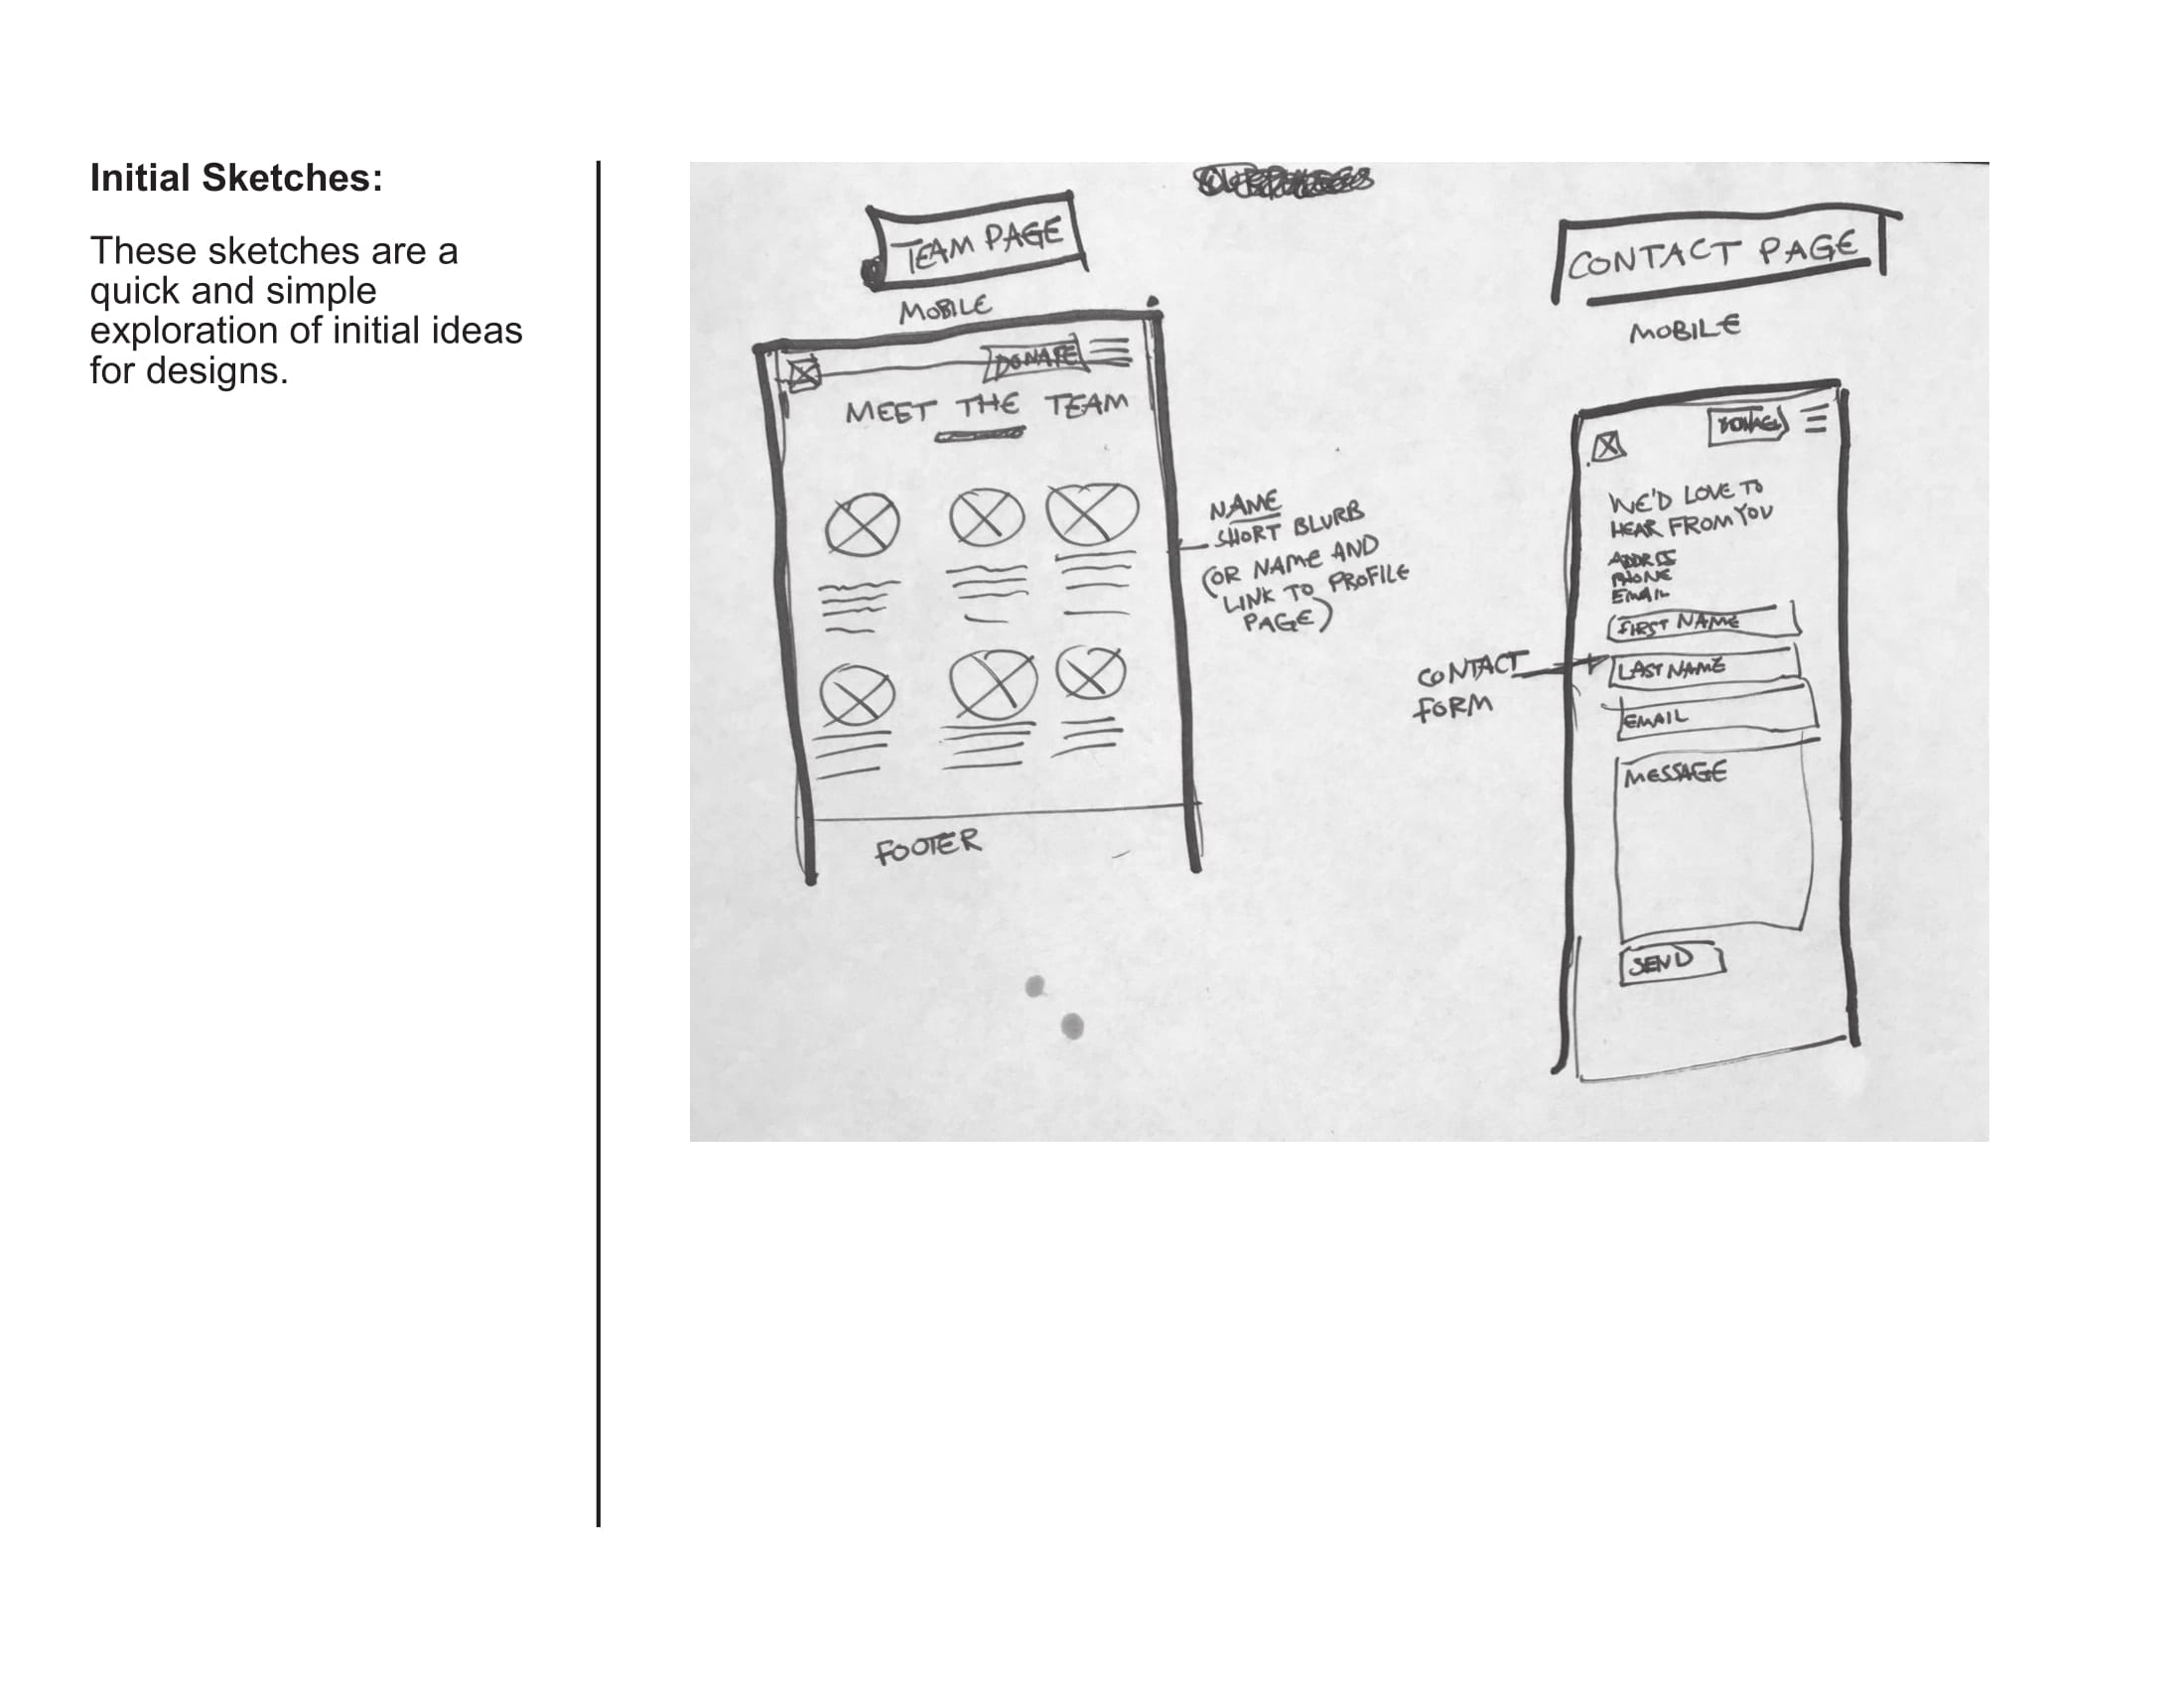 Initial Sketches:
These sketches are a
quick and simple
exploration of initial ideas
for designs.
TEAM PAGE
MOBILE
DONATE
MEET THE TEAM
NAME
SHORT BLURB
(OR NAME AND
LINK TO PROFILE
PAGE)
FOOTER
CONTACT PAGE
MOBILE
WE'D LOVE TO
HEAR FROM YOU
ADDRESS
PHONE
EMAIL
FIRST NAME
LAST NAME
EMAIL
MESSAGE
SEND
CONTACT
FORM